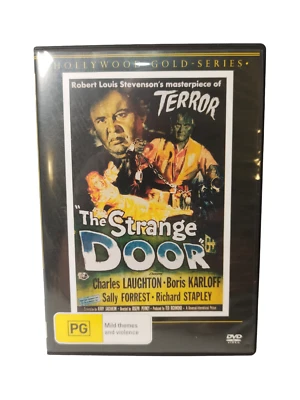 HOLLYWOOD·GOLD·SERIES·
Robert Louis Stevenson's masterpiece of
TERROR
"The Strange
DOOR"
Charles LAUGHTON · Boris KARLOFF
Sally FORREST · Richard STAPLEY
PG
Mild themes
and violence
DVD